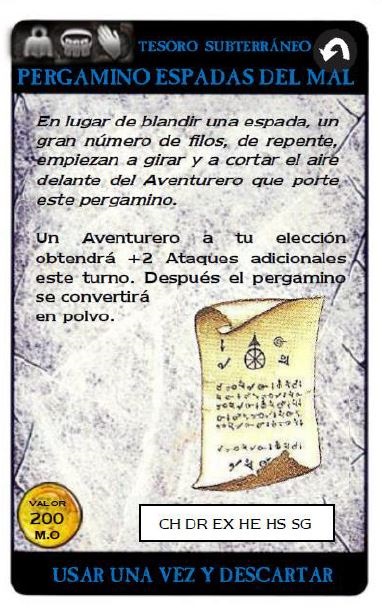 TESORO SUBTERRÁNEO
PERGAMINO ESPADAS DEL MAL
En lugar de blandir una espada, un
gran número de filos, de repente,
empiezan a girar y a cortar el aire
delante del Aventurero que porte
este pergamino.
Un Aventurero a tu elección
obtendrá +2 Ataques adicionales
este turno. Después el pergamino
se convertirá
en polvo.
VALOR
200
M.O
CH DR EX HE HS SG
USAR UNA VEZ Y DESCARTAR